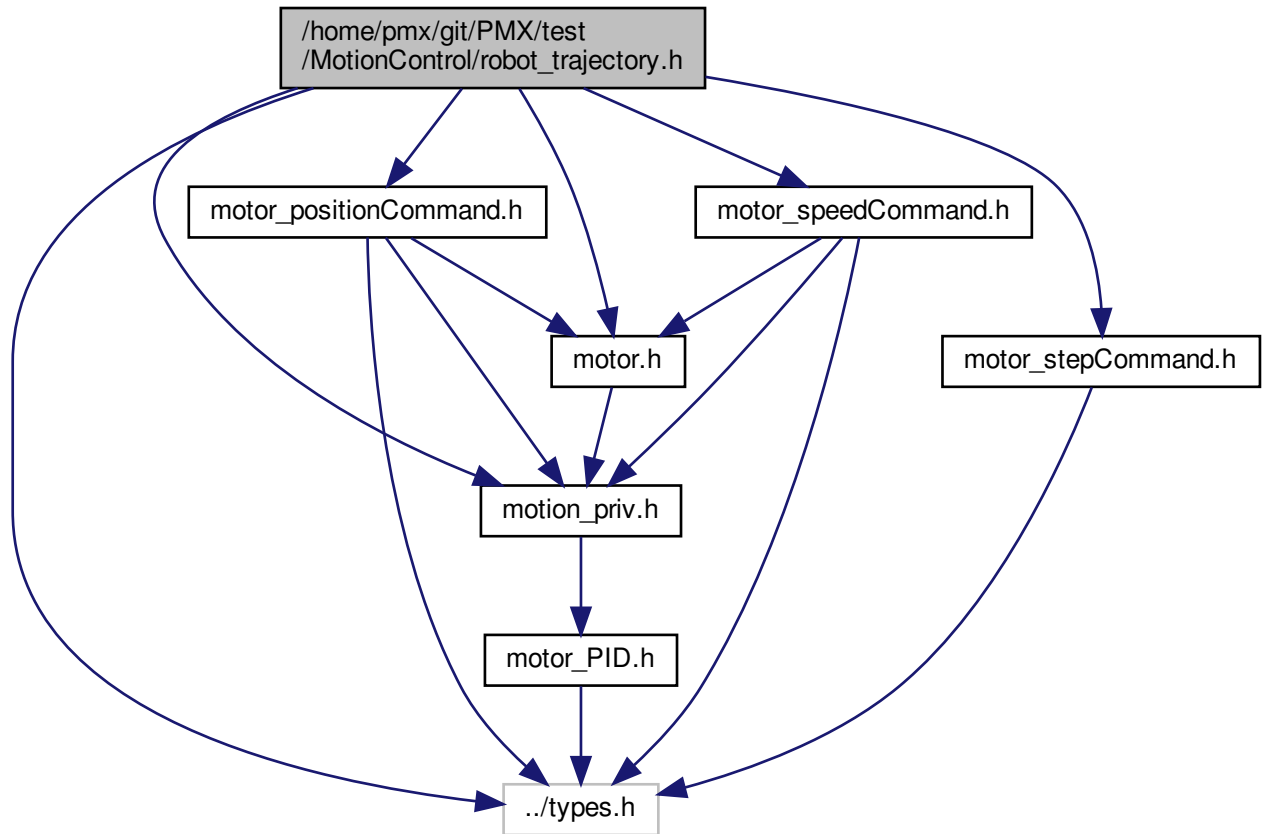 /home/pmx/git/PMX/test
/MotionControl/robot_trajectory.h
motor_positionCommand.h
motor_speedCommand.h
motor.h
motor_stepCommand.h
motion_priv.h
motor_PID.h
../types.h